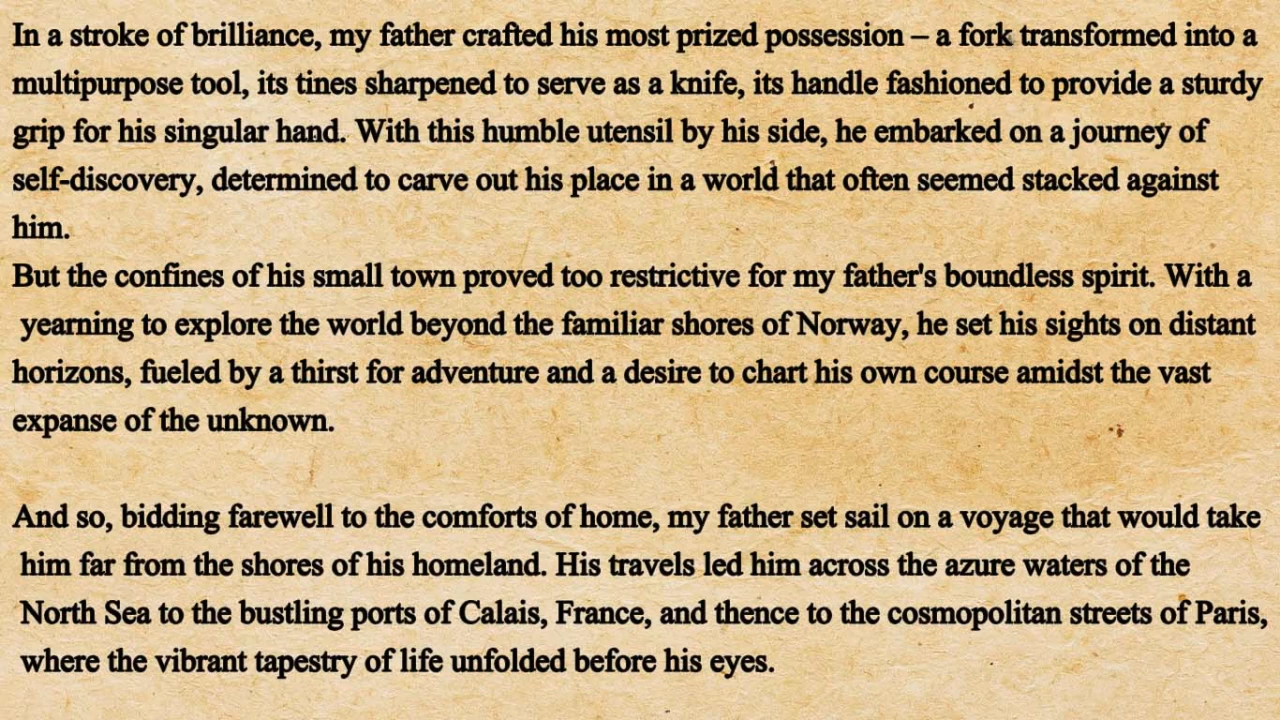 In a stroke of brilliance, my father crafted his most prized possession – a fork transformed into a
multipurpose tool, its tines sharpened to serve as a knife, its handle fashioned to provide a sturdy
grip for his singular hand. With this humble utensil by his side, he embarked on a journey of
self-discovery, determined to carve out his place in a world that often seemed stacked against
him.
But the confines of his small town proved too restrictive for my father's boundless spirit. With a
yearning to explore the world beyond the familiar shores of Norway, he set his sights on distant
horizons, fueled by a thirst for adventure and a desire to chart his own course amidst the vast
expanse of the unknown.
And so, bidding farewell to the comforts of home, my father set sail on a voyage that would take
him far from the shores of his homeland. His travels led him across the azure waters of the
North Sea to the bustling ports of Calais, France, and thence to the cosmopolitan streets of Paris,
where the vibrant tapestry of life unfolded before his eyes.